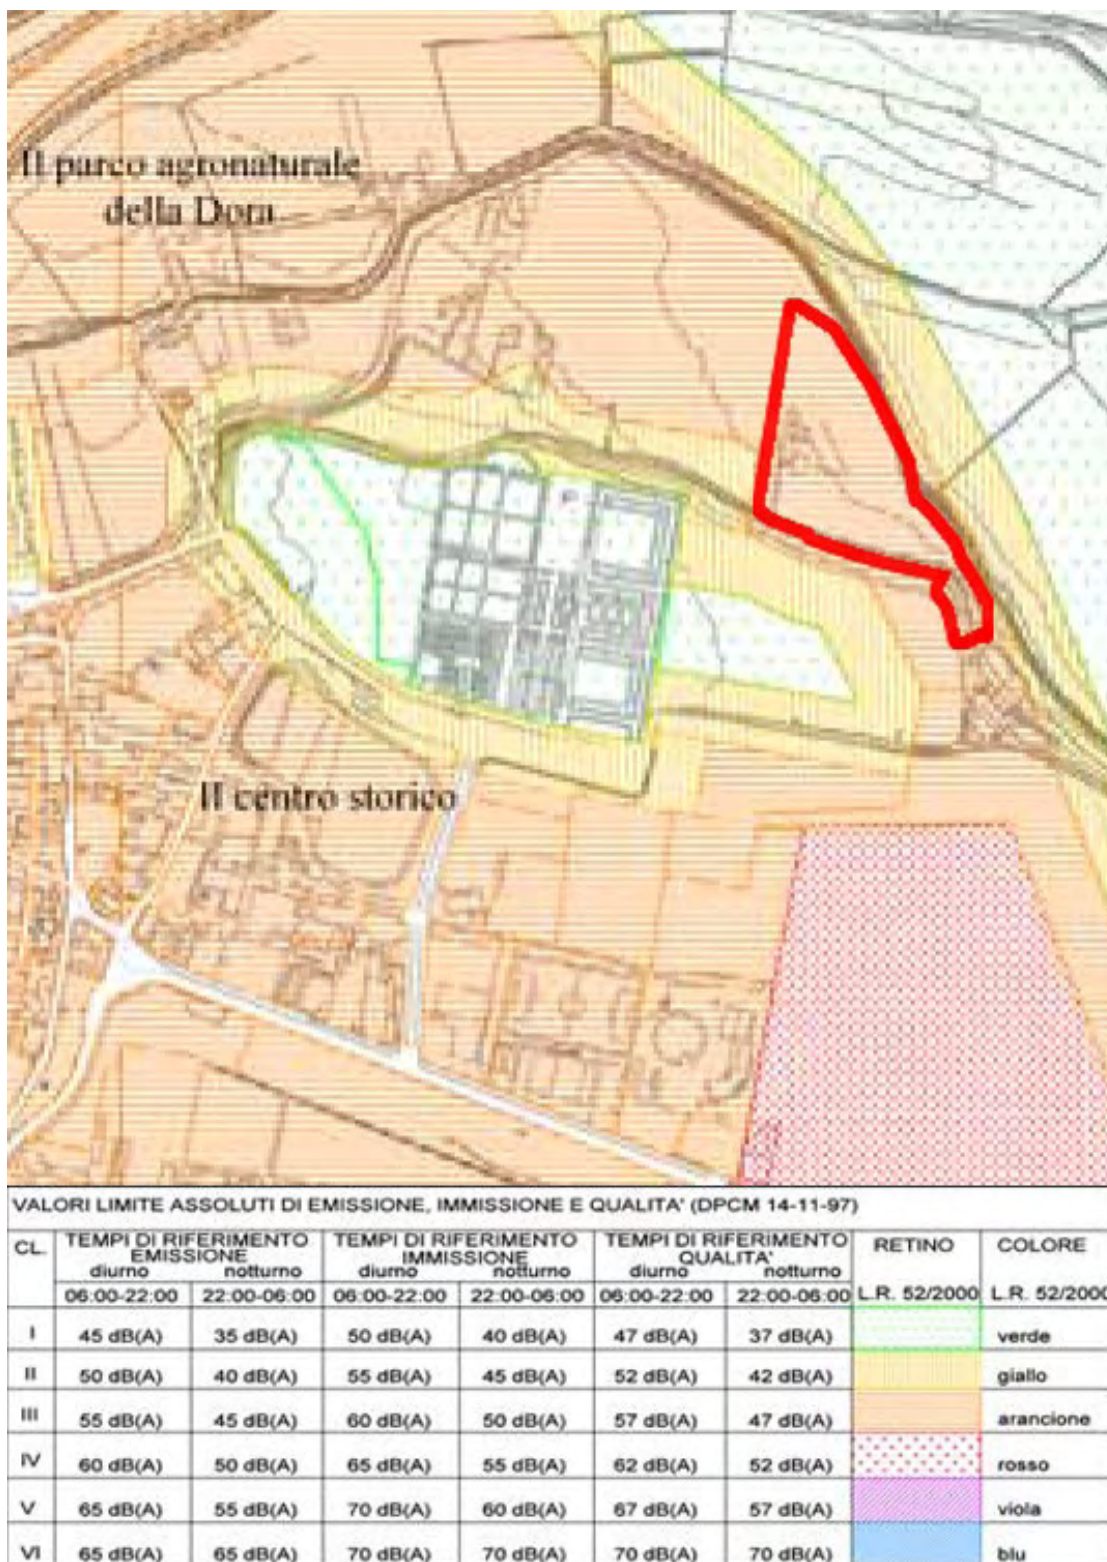 Il parco agronaturale
della Dora
Il centro storico
VALORI LIMITE ASSOLUTI DI EMISSIONE, IMMISSIONE E QUALITA' (DPCM 14-11-97)
CL. TEMPI DI RIFERIMENTO EMISSIONE TEMPI DI RIFERIMENTO IMMISSIONE TEMPI DI RIFERIMENTO QUALITA' RETINO COLORE
diurno notturno diurno notturno diurno notturno
06:00-22:00 22:00-06:00 06:00-22:00 22:00-06:00 06:00-22:00 22:00-06:00 L.R. 52/2000 L.R. 52/2000
I 45 dB(A) 35 dB(A) 50 dB(A) 40 dB(A) 47 dB(A) 37 dB(A) verde
II 50 dB(A) 40 dB(A) 55 dB(A) 45 dB(A) 52 dB(A) 42 dB(A) giallo
III 55 dB(A) 45 dB(A) 60 dB(A) 50 dB(A) 57 dB(A) 47 dB(A) arancione
IV 60 dB(A) 50 dB(A) 65 dB(A) 55 dB(A) 62 dB(A) 52 dB(A) rosso
V 65 dB(A) 55 dB(A) 70 dB(A) 60 dB(A) 67 dB(A) 57 dB(A) viola
VI 65 dB(A) 65 dB(A) 70 dB(A) 70 dB(A) 70 dB(A) 70 dB(A) blu